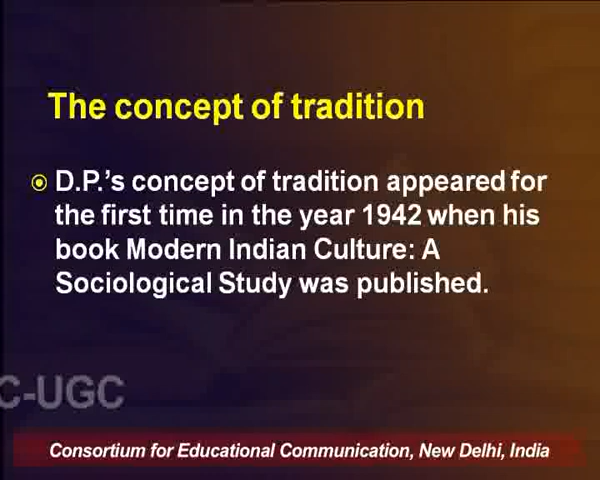 The concept of tradition
D.P.'s concept of tradition appeared for
the first time in the year 1942 when his
book Modern Indian Culture: A
Sociological Study was published.
C-UGC
Consortium for Educational Communication, New Delhi, India